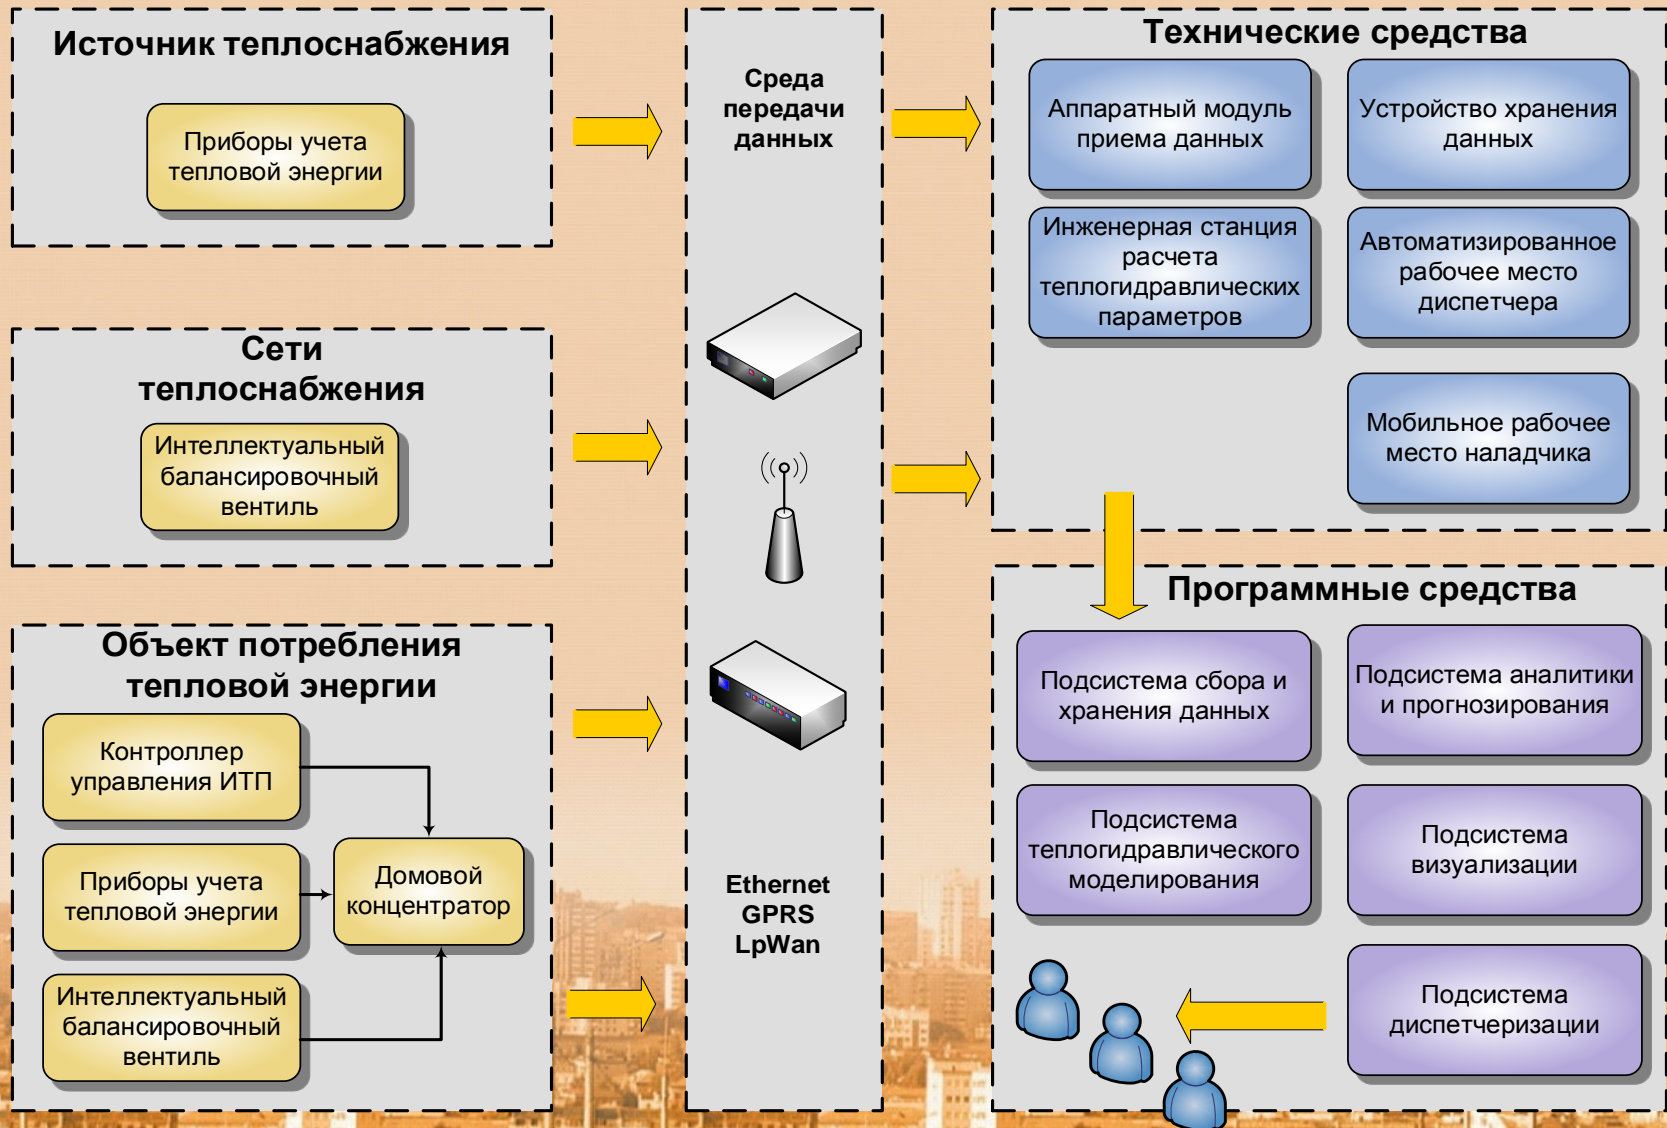 Источник теплоснабжения
Приборы учета
тепловой энергии
Сети
теплоснабжения
Интеллектуальный
балансировочный
вентиль
Объект потребления
тепловой энергии
Контроллер
управления ИТП
Приборы учета
тепловой энергии
Интеллектуальный
балансировочный
вентиль
Домовой
концентратор
Среда
передачи
данных
Ethernet
GPRS
LpWan
Технические средства
Аппаратный модуль
приема данных
Устройство хранения
данных
Инженерная станция
расчета
теплогидравлических
параметров
Автоматизированное
рабочее место
диспетчера
Мобильное рабочее
место наладчика
Программные средства
Подсистема сбора и
хранения данных
Подсистема аналитики
и прогнозирования
Подсистема
теплогидравлического
моделирования
Подсистема
визуализации
Подсистема
диспетчеризации